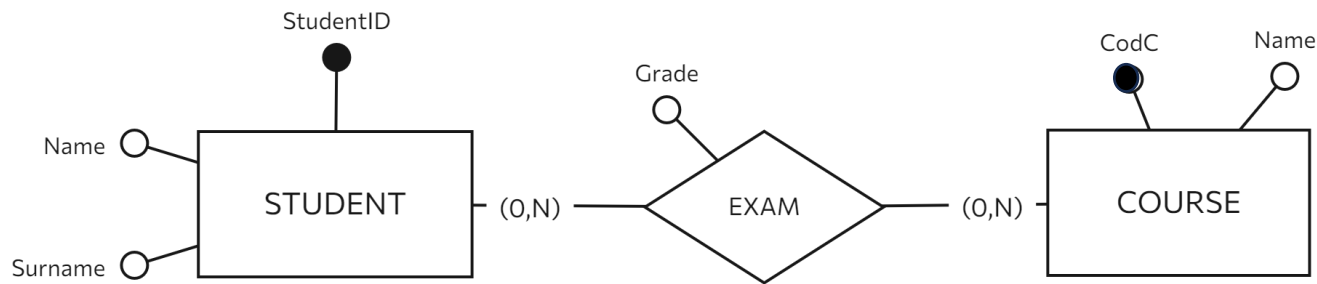 StudentID
Name
Surname
STUDENT
(0,N)
Grade
EXAM
(0,N)
CodC
Name
COURSE